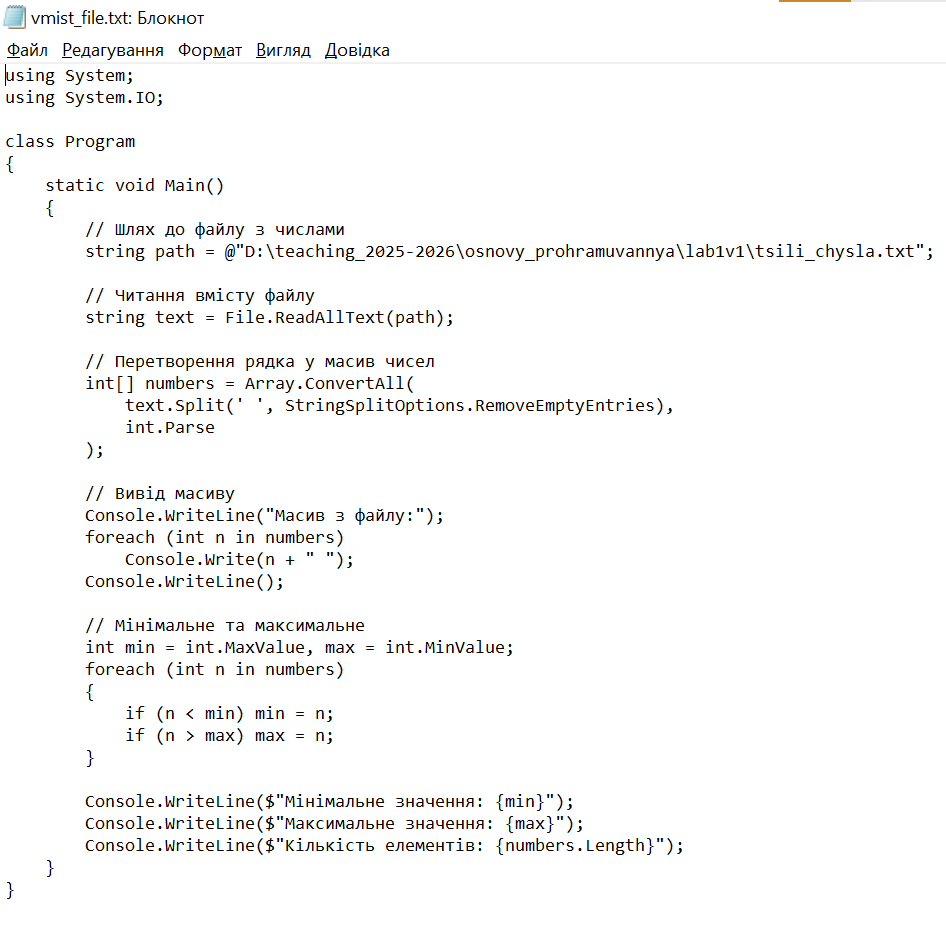 vmist_file.txt: Блокнот
Файл Редагування Формат Вигляд Довідка
using System;
using System.IO;

class Program
{
    static void Main()
    {
        // Шлях до файлу з числами
        string path = @"D:\teaching_2025-2026\osnovy_prohramuvannya\lab1v1\tsili_chysla.txt";

        // Читання вмісту файлу
        string text = File.ReadAllText(path);

        // Перетворення рядка у масив чисел
        int[] numbers = Array.ConvertAll(
            text.Split(' ', StringSplitOptions.RemoveEmptyEntries),
            int.Parse
        );

        // Вивід масиву
        Console.WriteLine("Масив з файлу:");
        foreach (int n in numbers)
            Console.Write(n + " ");
        Console.WriteLine();

        // Мінімальне та максимальне
        int min = int.MaxValue, max = int.MinValue;
        foreach (int n in numbers)
        {
            if (n < min) min = n;
            if (n > max) max = n;
        }

        Console.WriteLine($"Мінімальне значення: {min}");
        Console.WriteLine($"Максимальне значення: {max}");
        Console.WriteLine($"Кількість елементів: {numbers.Length}");
    }
}